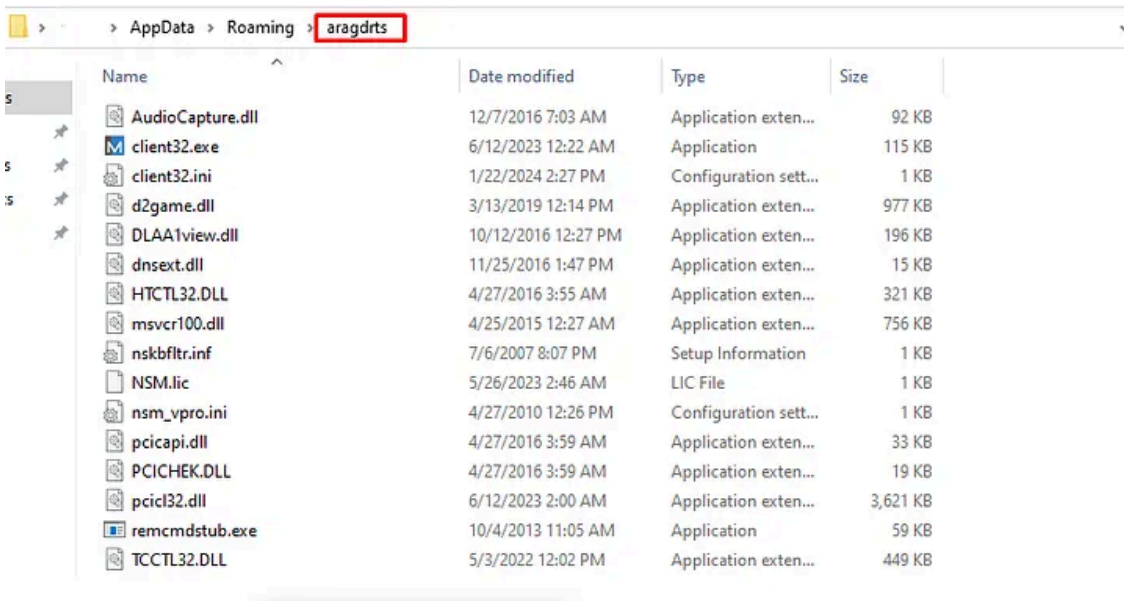 > > AppData > Roaming > aragdrts
Name Date modified Type Size
s
AudioCapture.dll 12/7/2016 7:03 AM Application exten... 92 KB
client32.exe 6/12/2023 12:22 AM Application 115 KB
s client32.ini 1/22/2024 2:27 PM Configuration sett... 1 KB
s d2game.dll 3/13/2019 12:14 PM Application exten... 977 KB
DLAA1view.dll 10/12/2016 12:27 PM Application exten... 196 KB
dnsext.dll 11/25/2016 1:47 PM Application exten... 15 KB
HTCTL32.DLL 4/27/2016 3:55 AM Application exten... 321 KB
msvcr100.dll 4/25/2015 12:27 AM Application exten... 756 KB
nskbfltr.inf 7/6/2007 8:07 PM Setup Information 1 KB
NSM.lic 5/26/2023 2:46 AM LIC File 1 KB
nsm_vpro.ini 4/27/2010 12:26 PM Configuration sett... 1 KB
pcicapi.dll 4/27/2016 3:59 AM Application exten... 33 KB
PCICHEK.DLL 4/27/2016 3:59 AM Application exten... 19 KB
pcicl32.dll 6/12/2023 2:00 AM Application exten... 3,621 KB
remcmdstub.exe 10/4/2013 11:05 AM Application 59 KB
TCCTL32.DLL 5/3/2022 12:02 PM Application exten... 449 KB